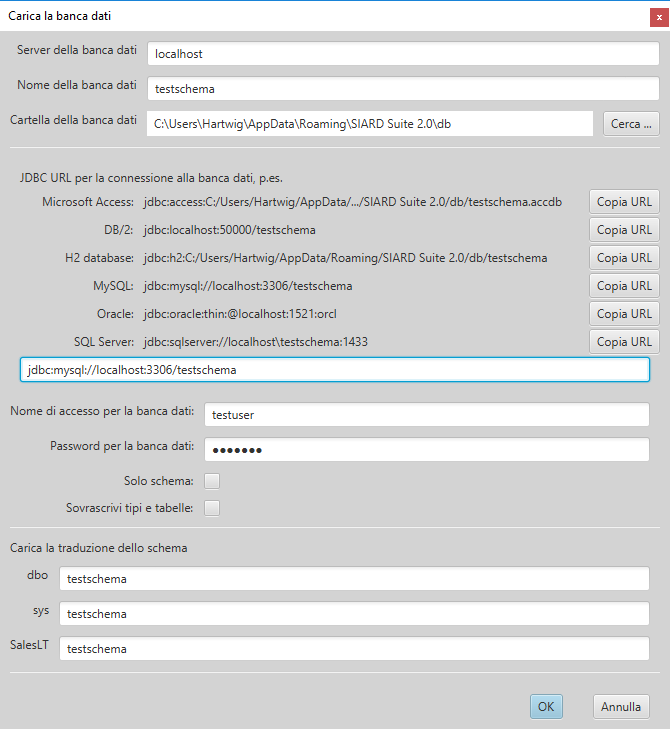 Carica la banca dati
x
Server della banca dati localhost
Nome della banca dati testschema
Cartella della banca dati C:\Users\Hartwig\AppData\Roaming\SIARD Suite 2.0\db Cerca ...
JDBC URL per la connessione alla banca dati, p.es.
Microsoft Access: jdbc:access:C:/Users/Hartwig/AppData/.../SIARD Suite 2.0/db/testschema.accdb Copia URL
DB/2: jdbc:localhost:50000/testschema Copia URL
H2 database: jdbc:h2:C:/Users/Hartwig/AppData/Roaming/SIARD Suite 2.0/db/testschema Copia URL
MySQL: jdbc:mysql://localhost:3306/testschema Copia URL
Oracle: jdbc:oracle:thin:@localhost:1521:orcl Copia URL
SQL Server: jdbc:sqlserver://localhost\testschema:1433 Copia URL
jdbc:mysql://localhost:3306/testschema
Nome di accesso per la banca dati: testuser
Password per la banca dati: ●●●●●●●
Solo schema:
Sovrascrivi tipi e tabelle:
Carica la traduzione dello schema
dbo testschema
sys testschema
SalesLT testschema
OK Annulla